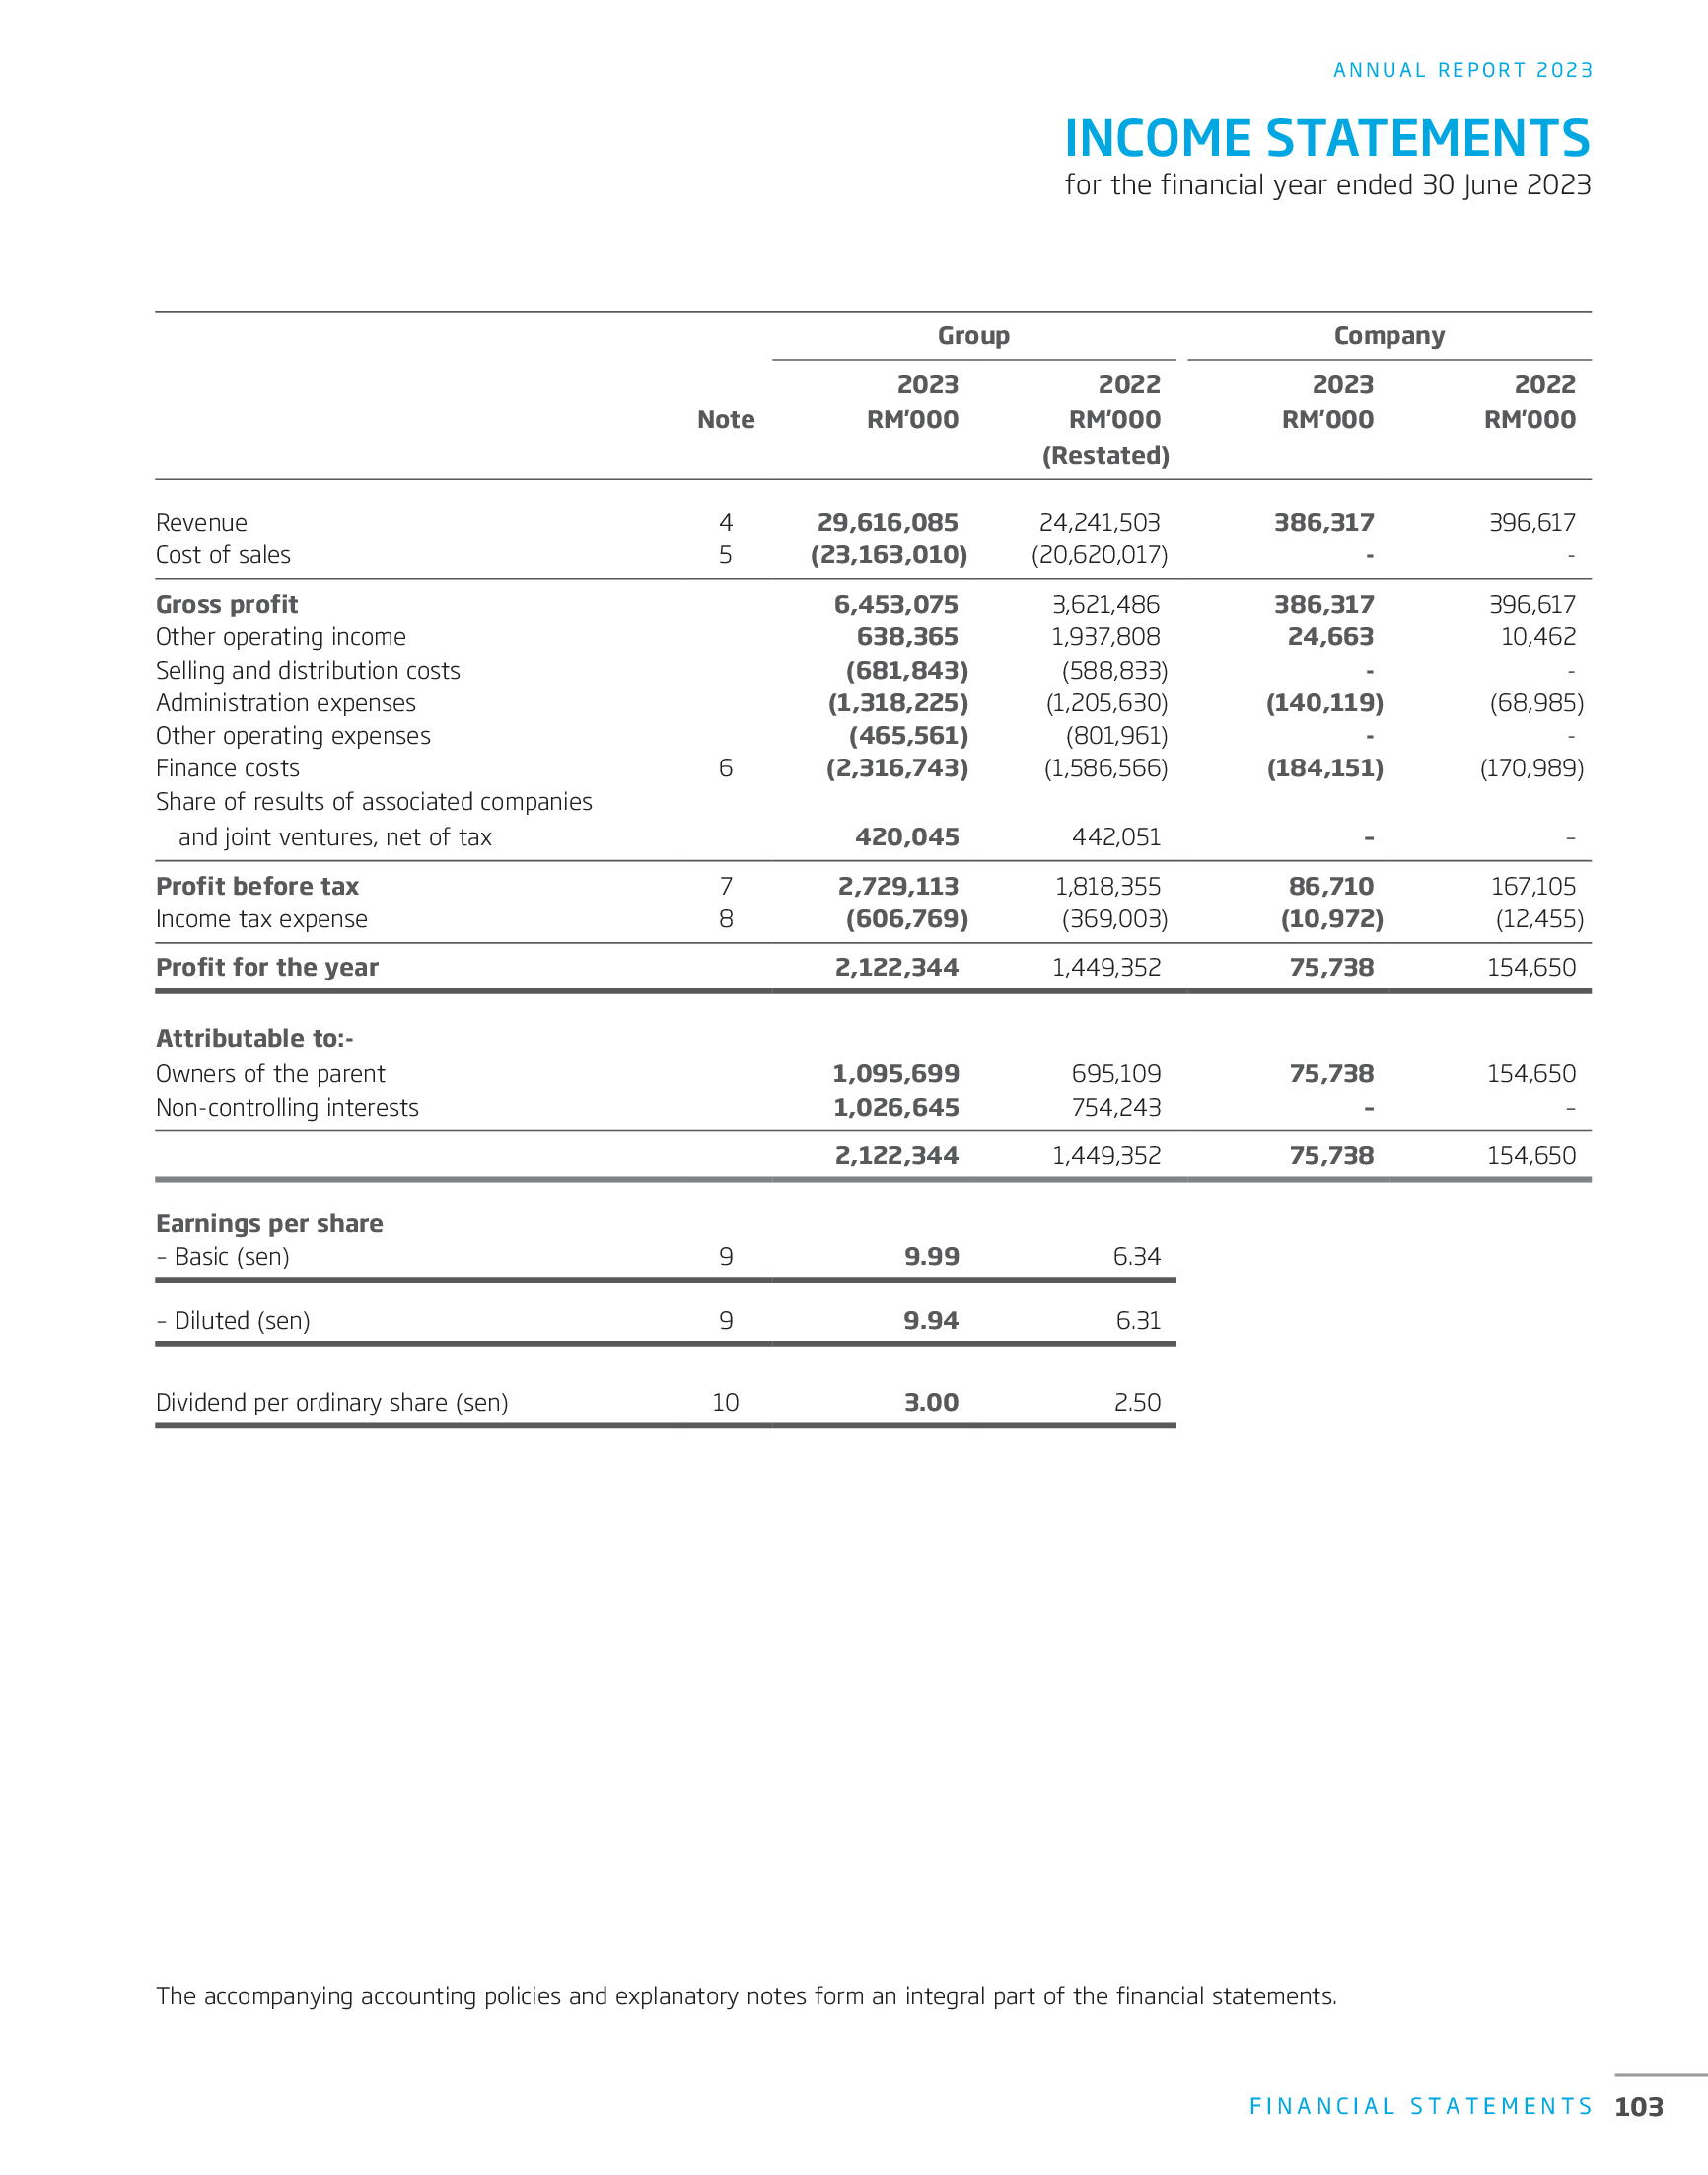 ANNUAL REPORT 2023
INCOME STATEMENTS
for the financial year ended 30 June 2023
Group Company
2023 2022 2023 2022
Note RM'000 RM'000 RM'000 RM'000
(Restated)
Revenue 4 29,616,085 24,241,503 386,317 396,617
Cost of sales 5 (23,163,010) (20,620,017) - -
Gross profit 6,453,075 3,621,486 386,317 396,617
Other operating income 638,365 1,937,808 24,663 10,462
Selling and distribution costs (681,843) (588,833) - -
Administration expenses (1,318,225) (1,205,630) (140,119) (68,985)
Other operating expenses (465,561) (801,961) - -
Finance costs 6 (2,316,743) (1,586,566) (184,151) (170,989)
Share of results of associated companies
and joint ventures, net of tax 420,045 442,051 – –
Profit before tax 7 2,729,113 1,818,355 86,710 167,105
Income tax expense 8 (606,769) (369,003) (10,972) (12,455)
Profit for the year 2,122,344 1,449,352 75,738 154,650
Attributable to:-
Owners of the parent 1,095,699 695,109 75,738 154,650
Non-controlling interests 1,026,645 754,243 – –
2,122,344 1,449,352 75,738 154,650
Earnings per share
– Basic (sen) 9 9.99 6.34
– Diluted (sen) 9 9.94 6.31
Dividend per ordinary share (sen) 10 3.00 2.50
The accompanying accounting policies and explanatory notes form an integral part of the financial statements.
FINANCIAL STATEMENTS 103